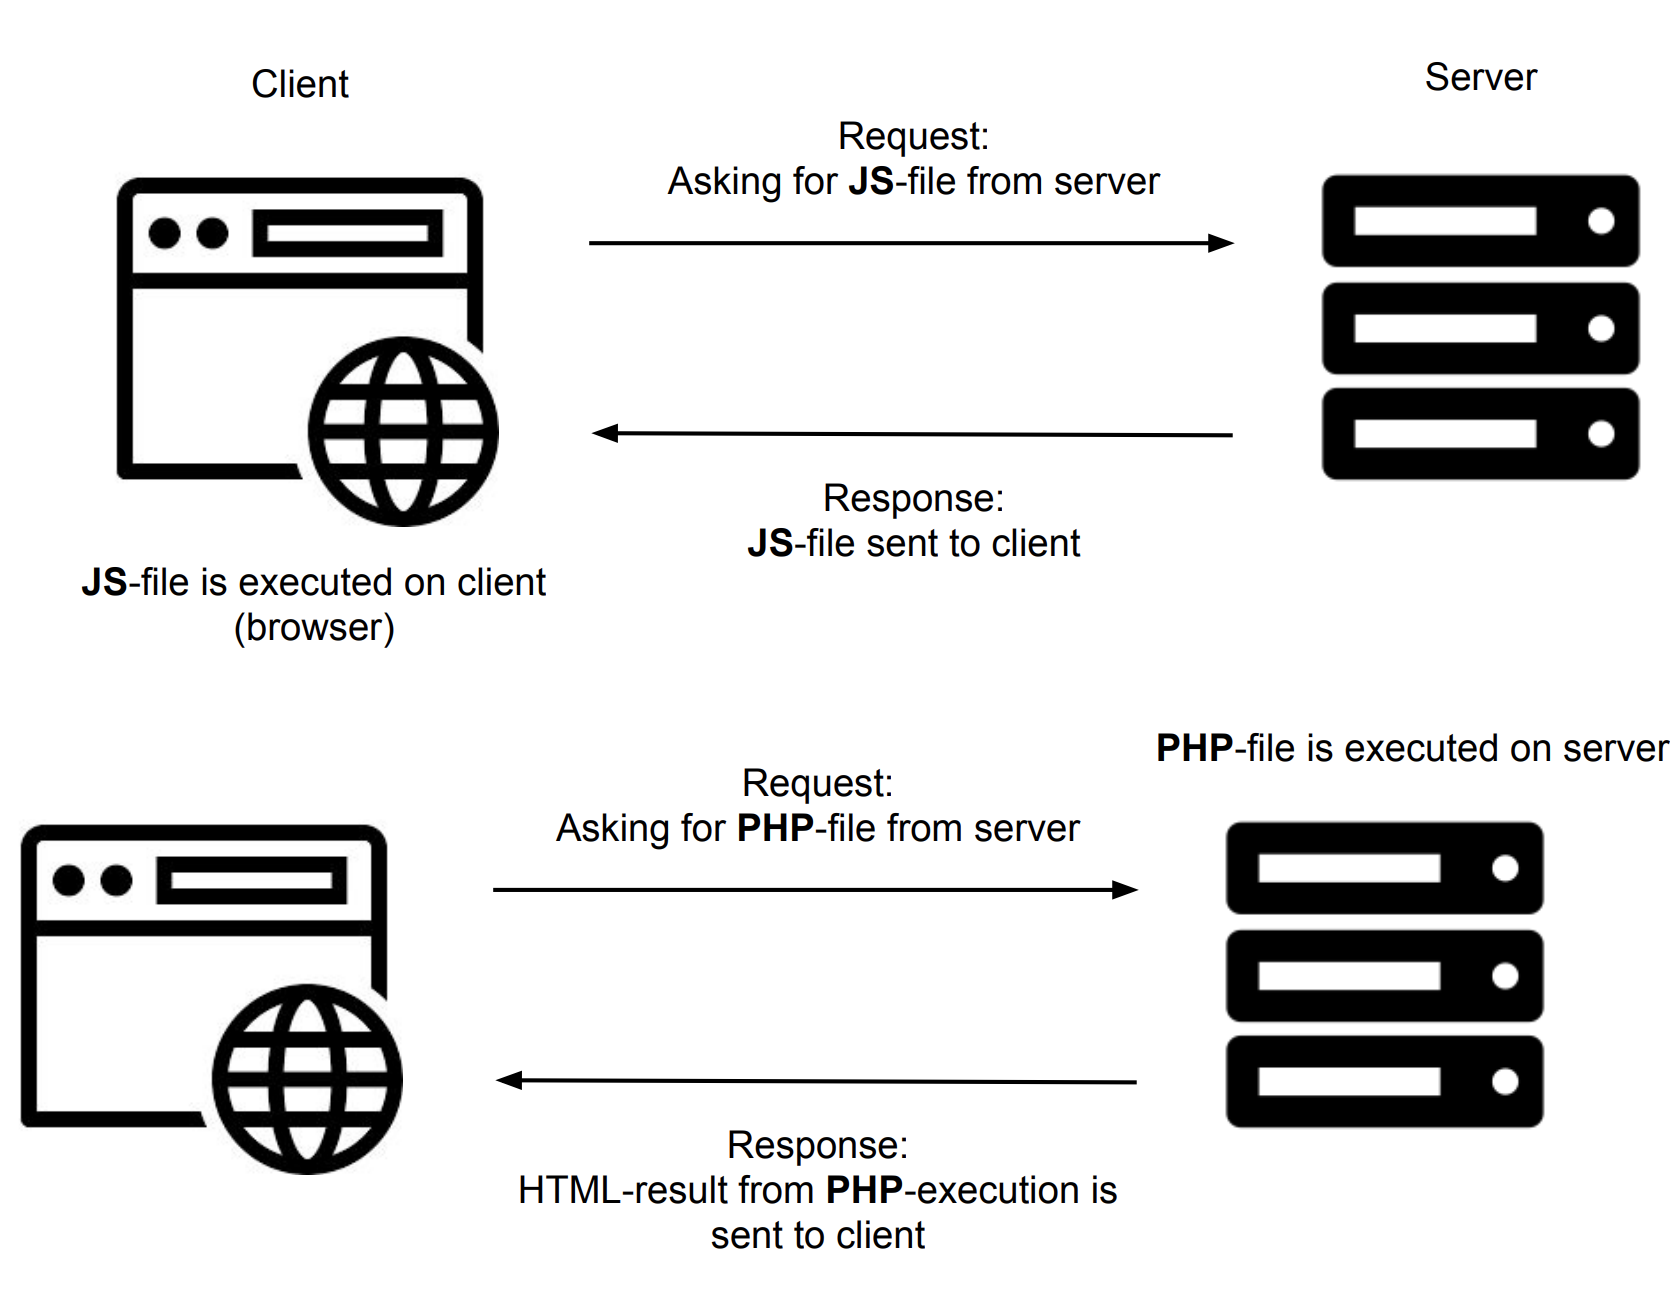 Client
Server
Request:
Asking for JS-file from server
Response:
JS-file sent to client
JS-file is executed on client
(browser)
PHP-file is executed on server
Request:
Asking for PHP-file from server
Response:
HTML-result from PHP-execution is
sent to client